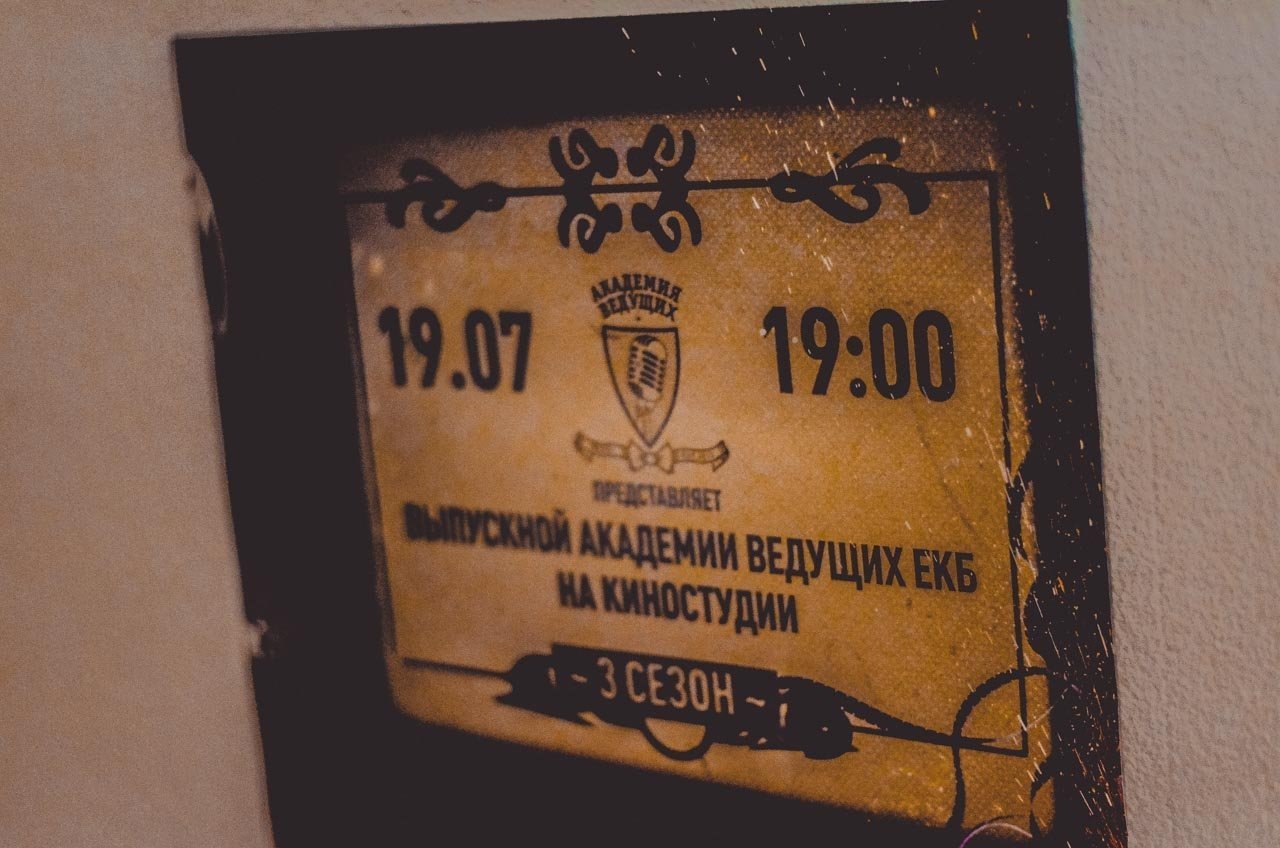 АКАДЕМИЯ
ВЕДУЩИХ
19.07
19:00
ПРЕДСТАВЛЯЕТ
ВЫПУСКНОЙ АКАДЕМИИ ВЕДУЩИХ ЕКБ
НА КИНОСТУДИИ
~ 3 СЕЗОН ~